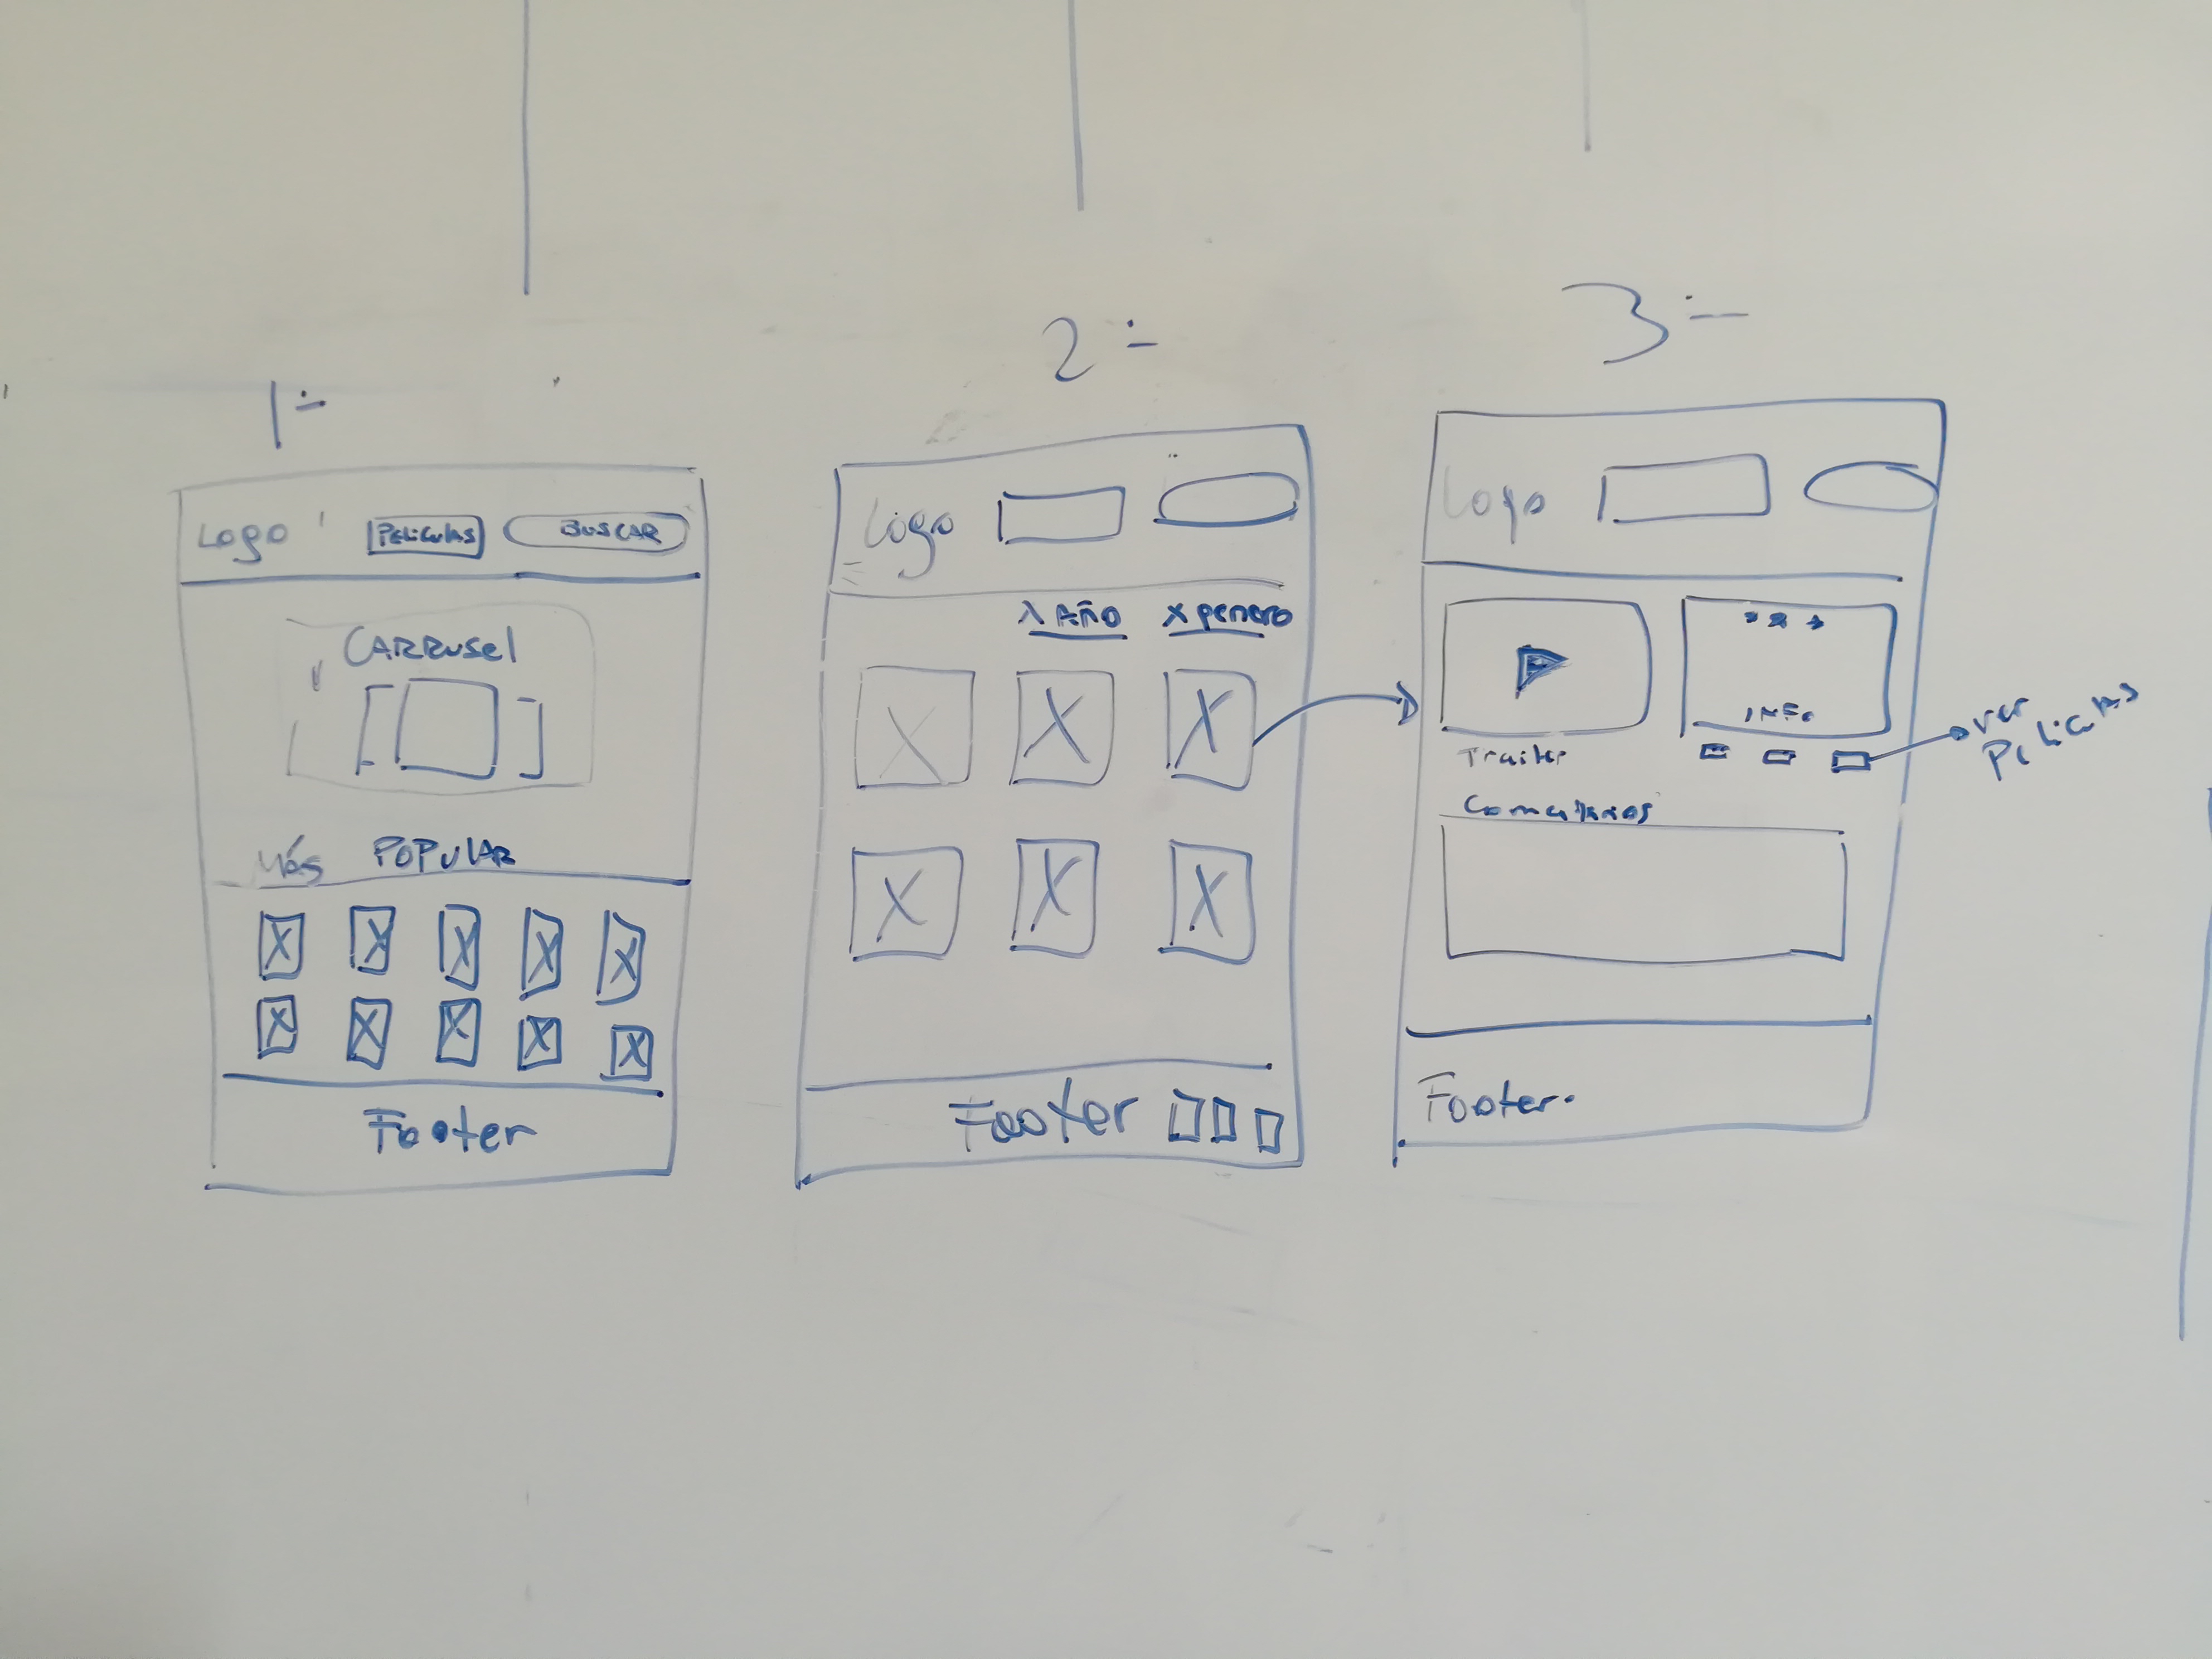 1.-
Logo
Peliculas
BUSCAR
CARRUSEl
Más POPULAR
Footer
2.-
Logo
X AÑO
X genero
Footer
3.-
Logo
INFO
Trailer
ver
Peliculas
Comentarios
Footer.